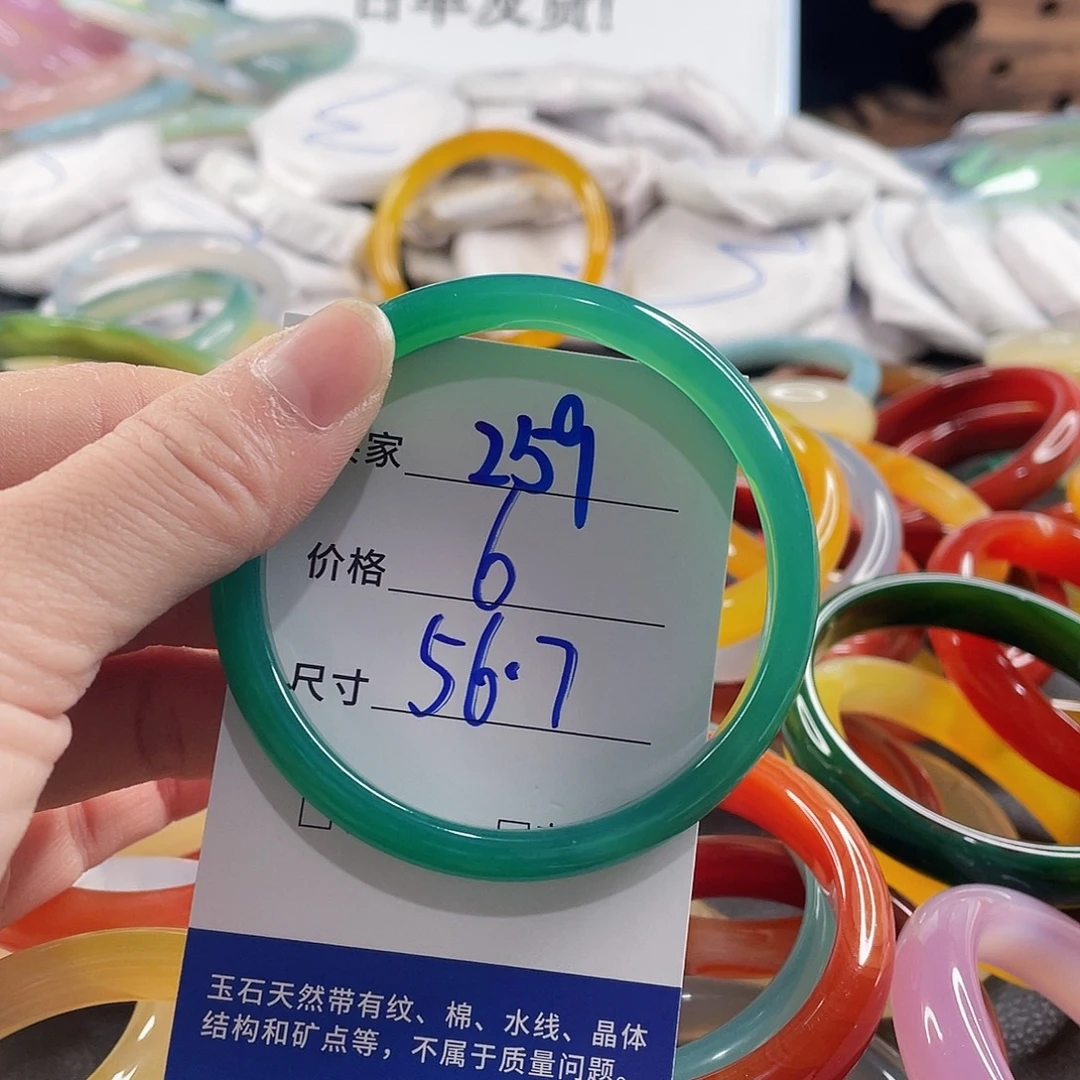 家 259
价格 6
尺寸 56.7
玉石天然带有纹、棉、水线、晶体
结构和矿点等，不属于质量问题。